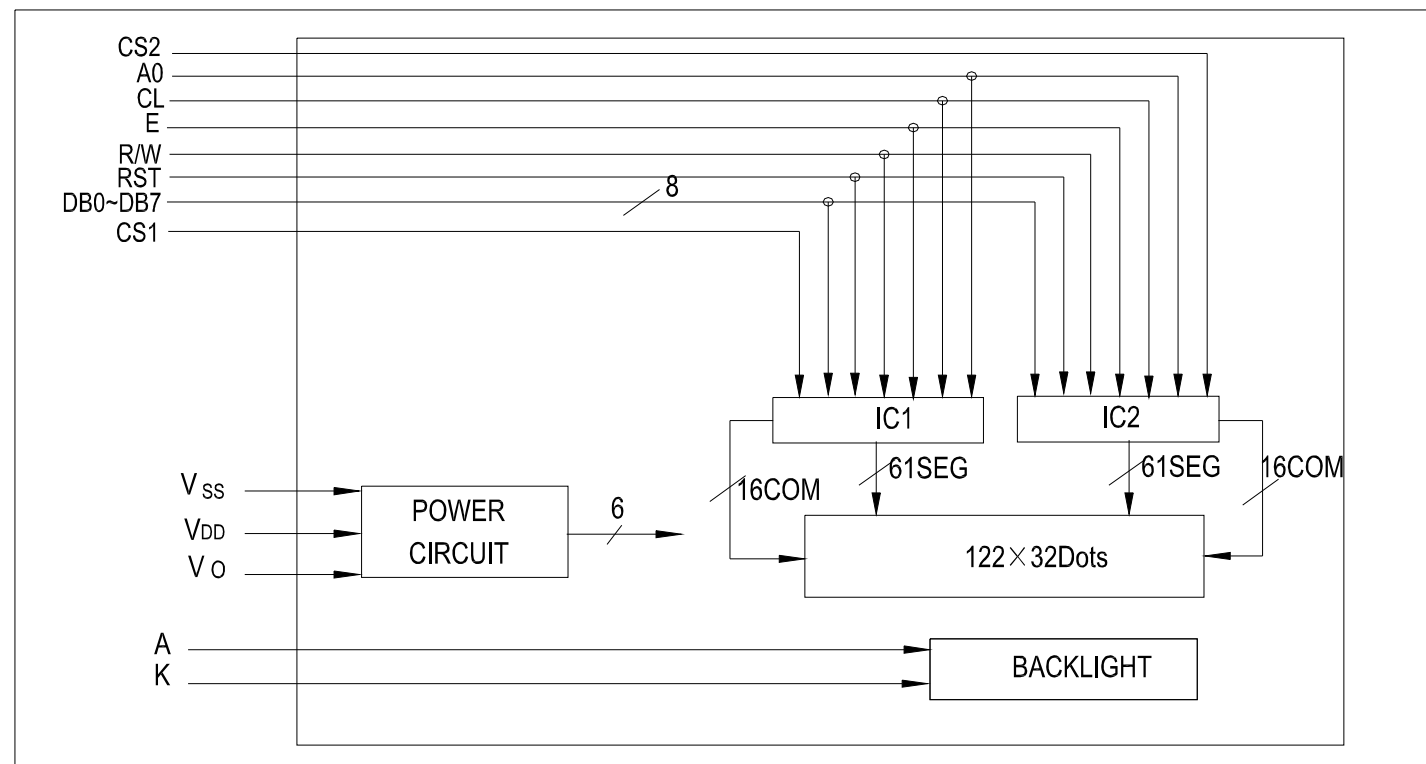 CS2
A0
CL
E
R/W
RST
DB0~DB7
8
CS1
IC1
IC2
61SEG
61SEG
16COM
16COM
VSS
VDD
VO
POWER
CIRCUIT
6
122×32Dots
A
K
BACKLIGHT